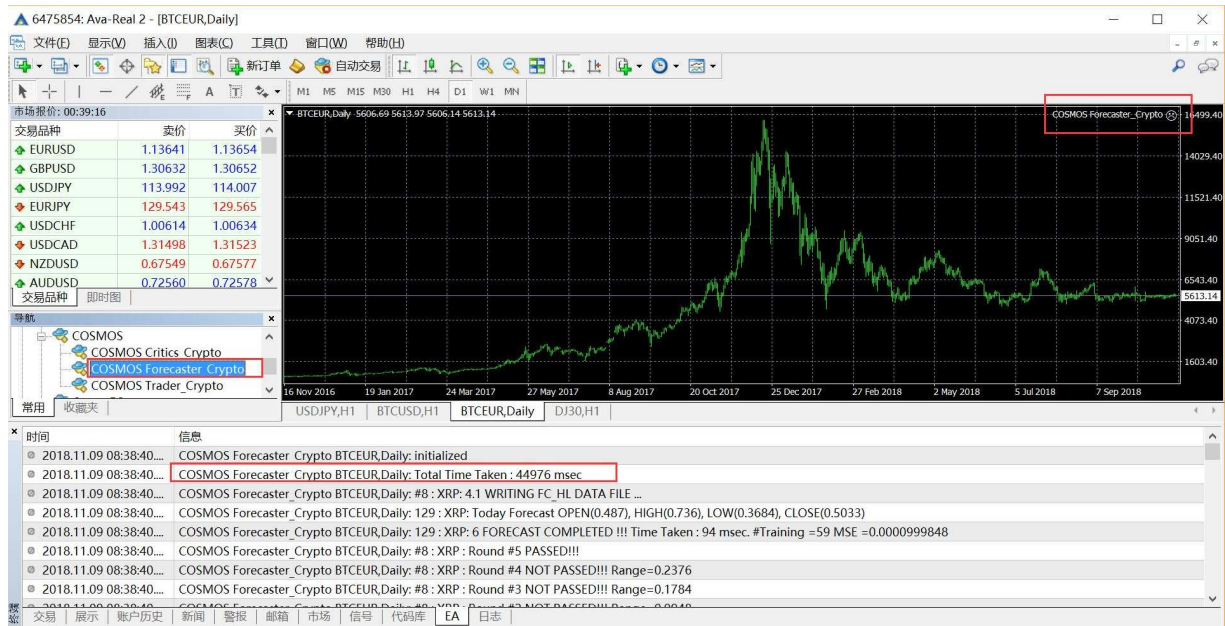 6475854: Ava-Real 2 - [BTCEUR,Daily]
文件(F) 显示(V) 插入(I) 图表(C) 工具(T) 窗口(W) 帮助(H)
新订单 自动交易
A T M1 M5 M15 M30 H1 H4 D1 W1 MN
市场报价: 00:39:16
交易品种 卖价 买价
EURUSD 1.13641 1.13654
GBPUSD 1.30632 1.30652
USDJPY 113.992 114.007
EURJPY 129.543 129.565
USDCHF 1.00614 1.00634
USDCAD 1.31498 1.31523
NZDUSD 0.67549 0.67577
AUDUSD 0.72560 0.72578
交易品种 即时图
导航
COSMOS
COSMOS Critics_Crypto
COSMOS Forecaster_Crypto
COSMOS Trader_Crypto
常用 收藏夹
BTCEUR,Daily 5606.69 5613.97 5606.14 5613.14
COSMOS Forecaster_Crypto
16499.40
14029.40
11521.40
9051.40
6543.40
5613.14
4073.40
1603.40
16 Nov 2016 19 Jan 2017 24 Mar 2017 27 May 2017 8 Aug 2017 20 Oct 2017 25 Dec 2017 27 Feb 2018 2 May 2018 5 Jul 2018 7 Sep 2018
USDJPY,H1 BTCUSD,H1 BTCEUR,Daily DJ30,H1
时间 信息
2018.11.09 08:38:40.... COSMOS Forecaster_Crypto BTCEUR,Daily: initialized
2018.11.09 08:38:40.... COSMOS Forecaster_Crypto BTCEUR,Daily: Total Time Taken : 44976 msec
2018.11.09 08:38:40.... COSMOS Forecaster_Crypto BTCEUR,Daily: #8 : XRP: 4.1 WRITING FC_HL DATA FILE ...
2018.11.09 08:38:40.... COSMOS Forecaster_Crypto BTCEUR,Daily: 129 : XRP: Today Forecast OPEN(0.487), HIGH(0.736), LOW(0.3684), CLOSE(0.5033)
2018.11.09 08:38:40.... COSMOS Forecaster_Crypto BTCEUR,Daily: 129 : XRP: 6 FORECAST COMPLETED !!! Time Taken : 94 msec. #Training =59 MSE =0.0000999848
2018.11.09 08:38:40.... COSMOS Forecaster_Crypto BTCEUR,Daily: #8 : XRP : Round #5 PASSED!!!
2018.11.09 08:38:40.... COSMOS Forecaster_Crypto BTCEUR,Daily: #8 : XRP : Round #4 NOT PASSED!!! Range=0.2376
2018.11.09 08:38:40.... COSMOS Forecaster_Crypto BTCEUR,Daily: #8 : XRP : Round #3 NOT PASSED!!! Range=0.1784
交易 展示 账户历史 新闻 警报 邮箱 市场 信号 代码库 EA 日志